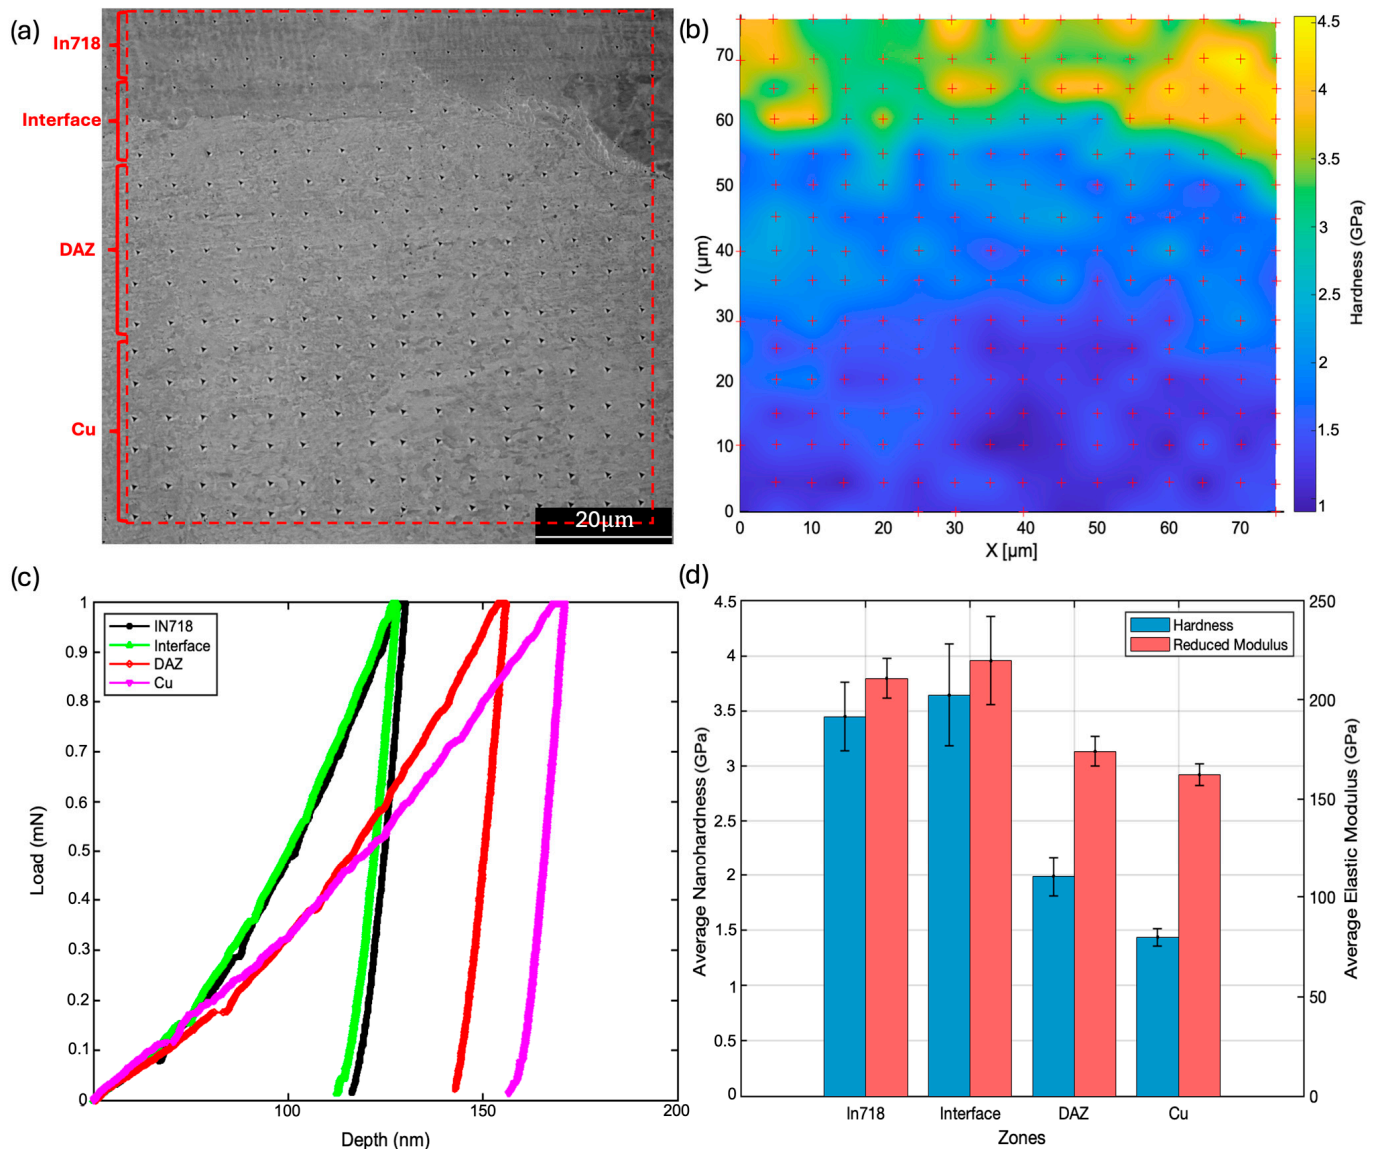 (a)
In718
Interface
DAZ
Cu
20µm
(b)
70
60
50
40
30
20
10
0
Y (µm)
0 10 20 30 40 50 60 70
X [µm]
4.5
4
3.5
3
2.5
2
1.5
1
Hardness (GPa)
(c)
1
0.9
0.8
0.7
0.6
0.5
0.4
0.3
0.2
0.1
0
Load (mN)
IN718
Interface
DAZ
Cu
100 150 200
Depth (nm)
(d)
4.5
4
3.5
3
2.5
2
1.5
1
0.5
0
Average Nanohardness (GPa)
Hardness
Reduced Modulus
250
200
150
100
50
0
Average Elastic Modulus (GPa)
In718 Interface DAZ Cu
Zones